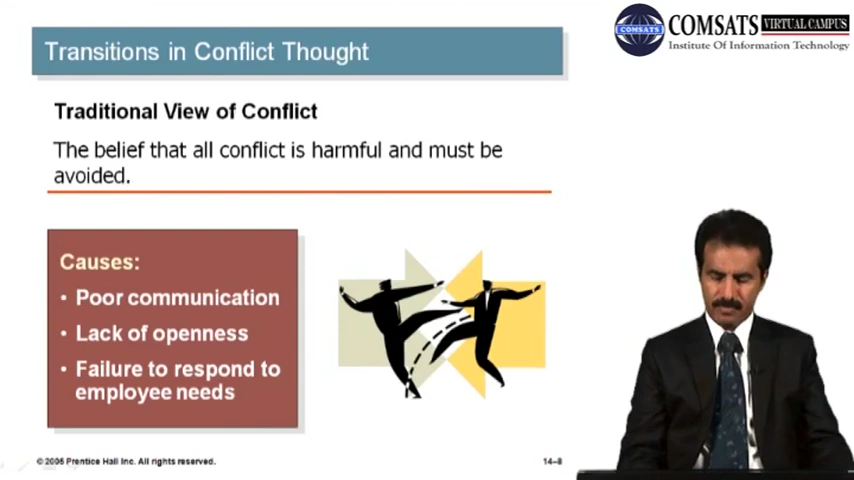 COMSATS
COMSATS VIRTUAL CAMPUS
Institute Of Information Technology
Transitions in Conflict Thought
Traditional View of Conflict
The belief that all conflict is harmful and must be
avoided.
Causes:
• Poor communication
• Lack of openness
• Failure to respond to
employee needs
© 2005 Prentice Hall Inc. All rights reserved.
14–8